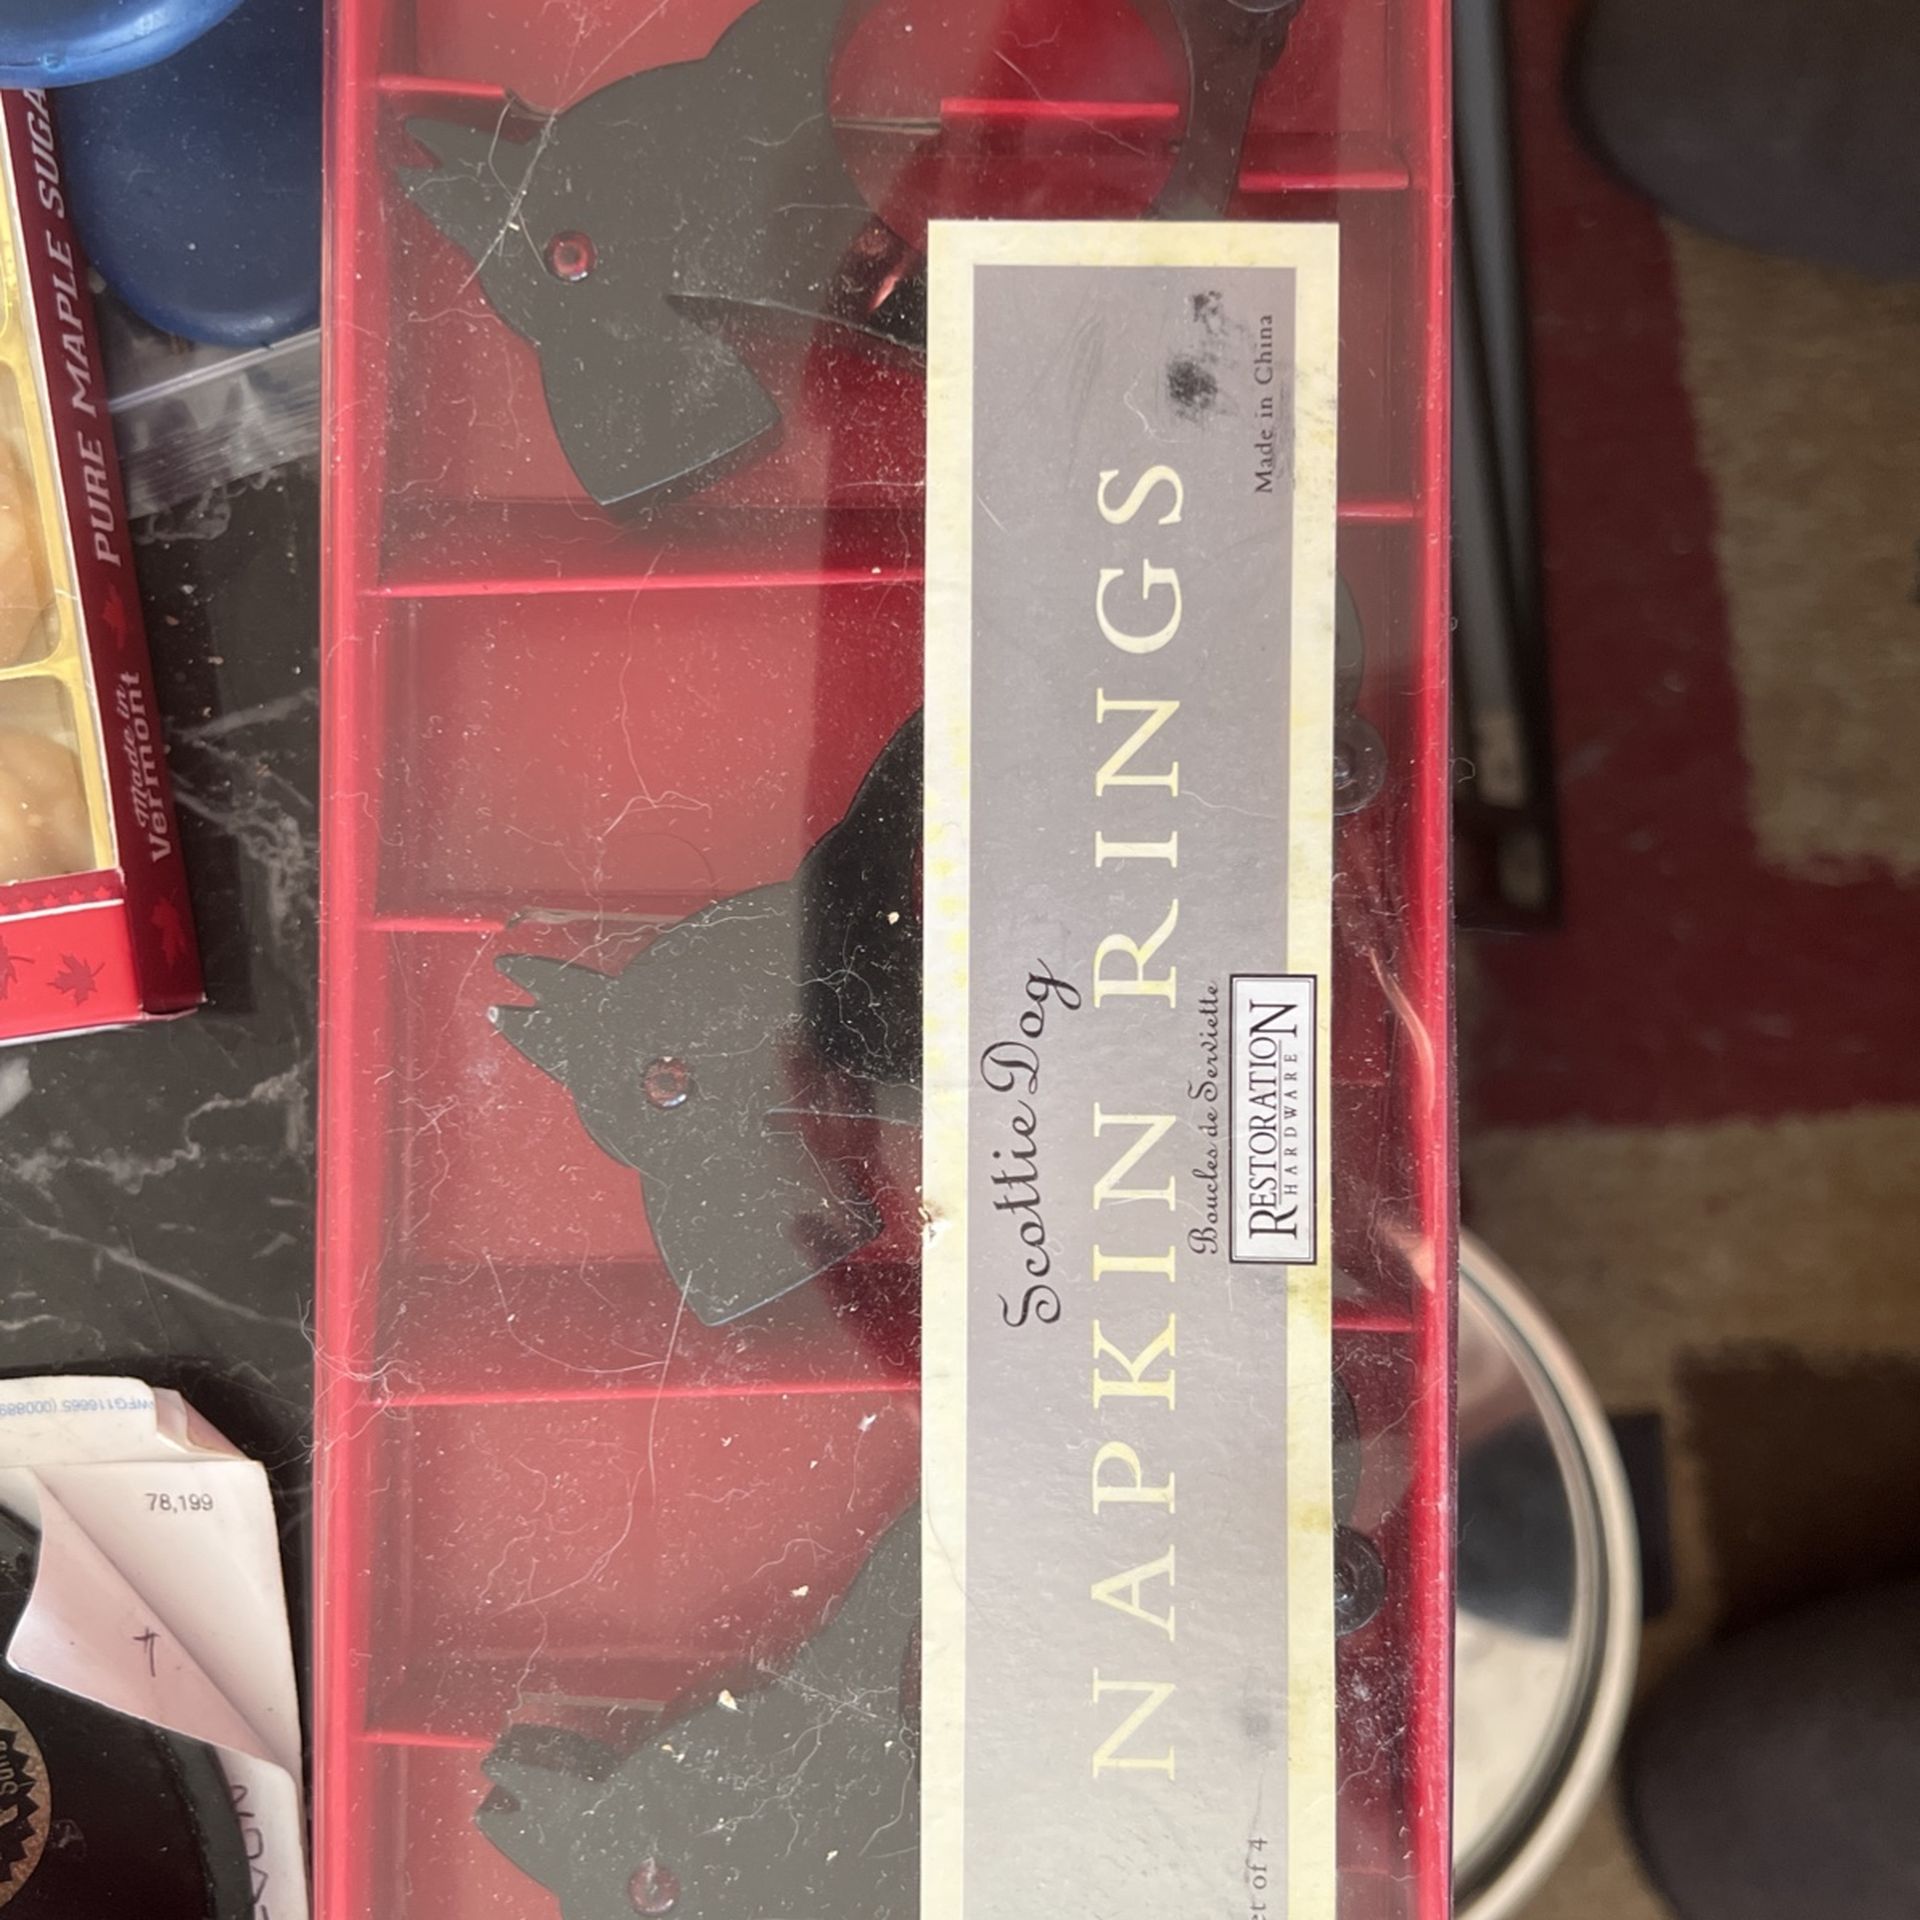 Scottie Dog
NAPKIN RINGS
Boucles de Serviette
RESTORATION
HARDWARE
Made in China
of 4
PURE MAPLE SUGA
Made in
Vermont
78,199